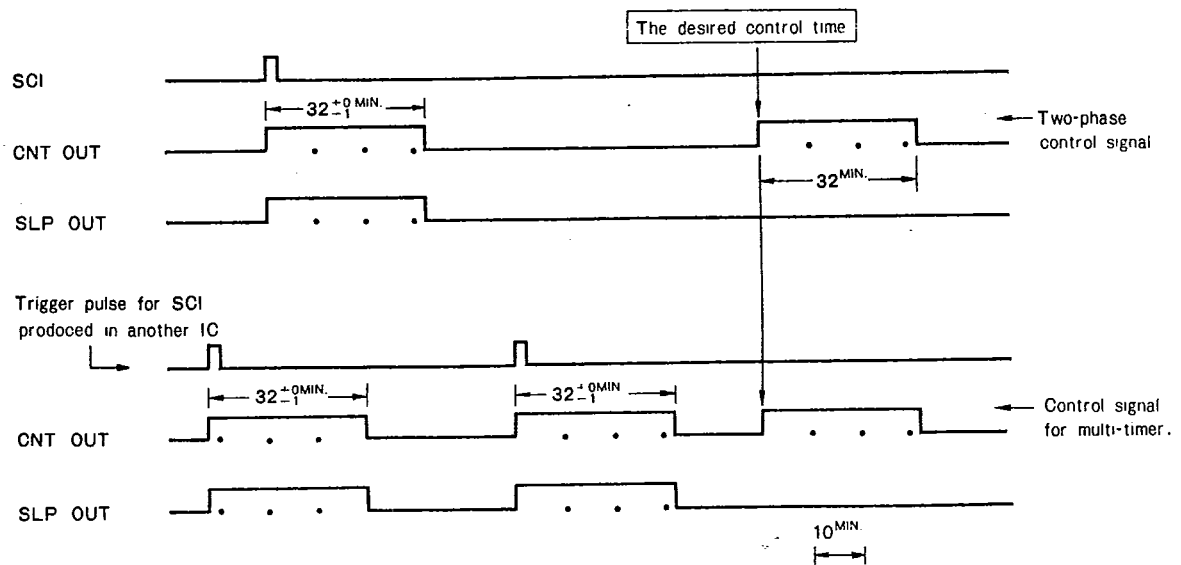 The desired control time
SCI
32 +0 −1 MIN.
CNT OUT
Two-phase
control signal
32 MIN.
SLP OUT
Trigger pulse for SCI
produced in another IC
32 +0 −1 MIN.
32 +0 −1 MIN
CNT OUT
Control signal
for multi-timer.
SLP OUT
10 MIN.